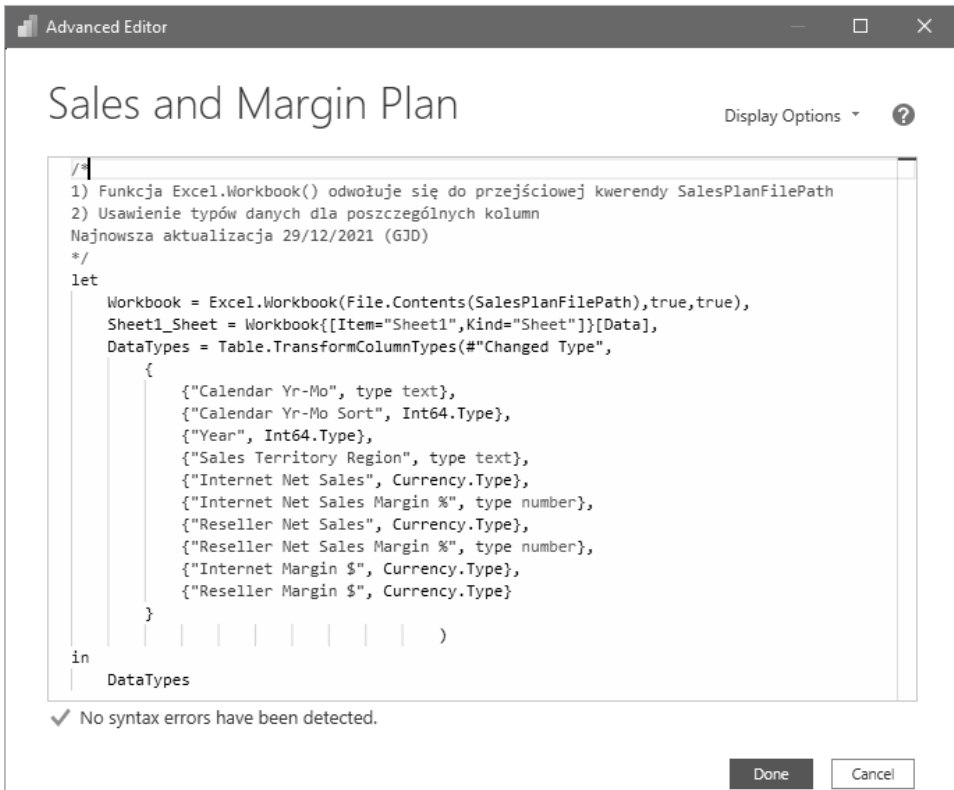 Advanced Editor
Sales and Margin Plan
Display Options
/*
1) Funkcja Excel.Workbook() odwołuje się do przejściowej kwerendy SalesPlanFilePath
2) Usawienie typów danych dla poszczególnych kolumn
Najnowsza aktualizacja 29/12/2021 (GJD)
*/
let
Workbook = Excel.Workbook(File.Contents(SalesPlanFilePath),true,true),
Sheet1_Sheet = Workbook{[Item="Sheet1",Kind="Sheet"]}[Data],
DataTypes = Table.TransformColumnTypes(#"Changed Type",
{
{"Calendar Yr-Mo", type text},
{"Calendar Yr-Mo Sort", Int64.Type},
{"Year", Int64.Type},
{"Sales Territory Region", type text},
{"Internet Net Sales", Currency.Type},
{"Internet Net Sales Margin %", type number},
{"Reseller Net Sales", Currency.Type},
{"Reseller Net Sales Margin %", type number},
{"Internet Margin $", Currency.Type},
{"Reseller Margin $", Currency.Type}
}
)
in
DataTypes
No syntax errors have been detected.
Done Cancel